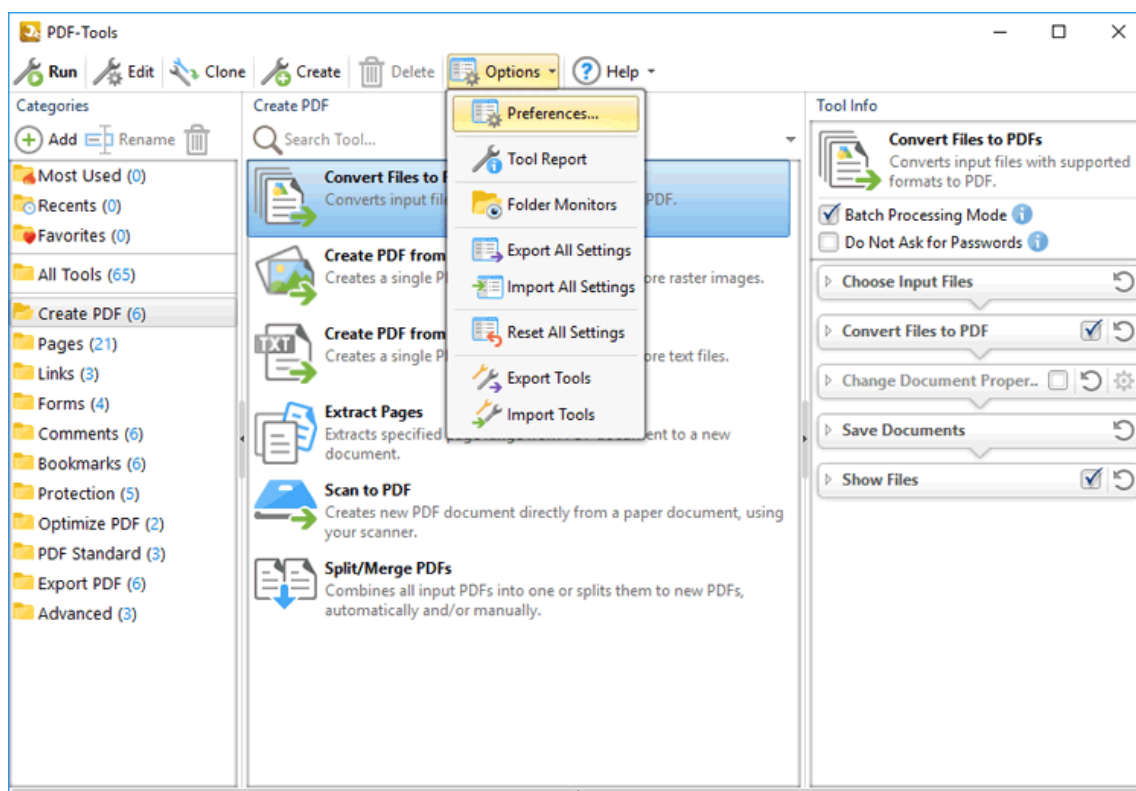 PDF-Tools
Run Edit Clone Create Delete Options Help
Categories
Add Rename
Most Used (0)
Recents (0)
Favorites (0)
All Tools (65)
Create PDF (6)
Pages (21)
Links (3)
Forms (4)
Comments (6)
Bookmarks (6)
Protection (5)
Optimize PDF (2)
PDF Standard (3)
Export PDF (6)
Advanced (3)
Create PDF
Search Tool...
Convert Files to
Converts input PDF.
Create PDF from
Creates a single raster images.
TXT
Create PDF from
Creates a single text files.
Extract Pages
Extracts specified to a new
document.
Scan to PDF
Creates new PDF document directly from a paper document, using
your scanner.
Split/Merge PDFs
Combines all input PDFs into one or splits them to new PDFs,
automatically and/or manually.
Preferences...
Tool Report
Folder Monitors
Export All Settings
Import All Settings
Reset All Settings
Export Tools
Import Tools
Tool Info
Convert Files to PDFs
Converts input files with supported
formats to PDF.
Batch Processing Mode
Do Not Ask for Passwords
Choose Input Files
Convert Files to PDF
Change Document Proper..
Save Documents
Show Files